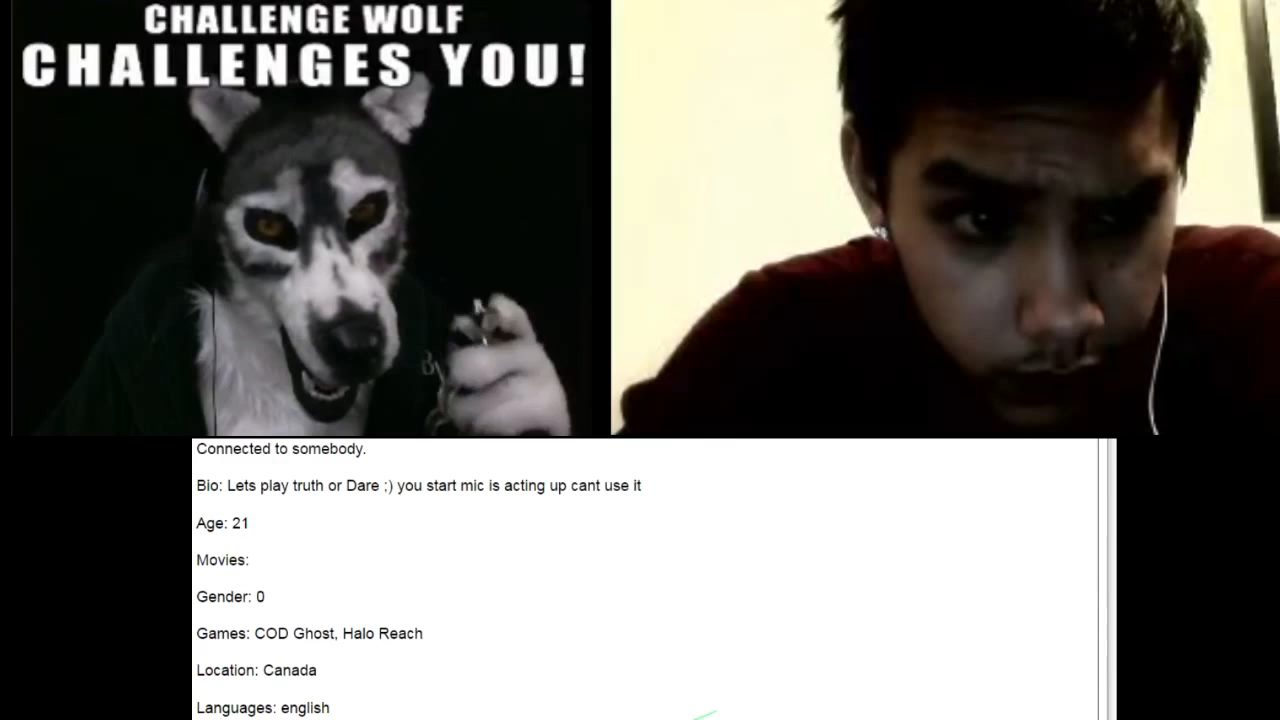 CHALLENGE WOLF
CHALLENGES YOU!
Connected to somebody.
Bio: Lets play truth or Dare ;) you start mic is acting up cant use it
Age: 21
Movies:
Gender: 0
Games: COD Ghost, Halo Reach
Location: Canada
Languages: english